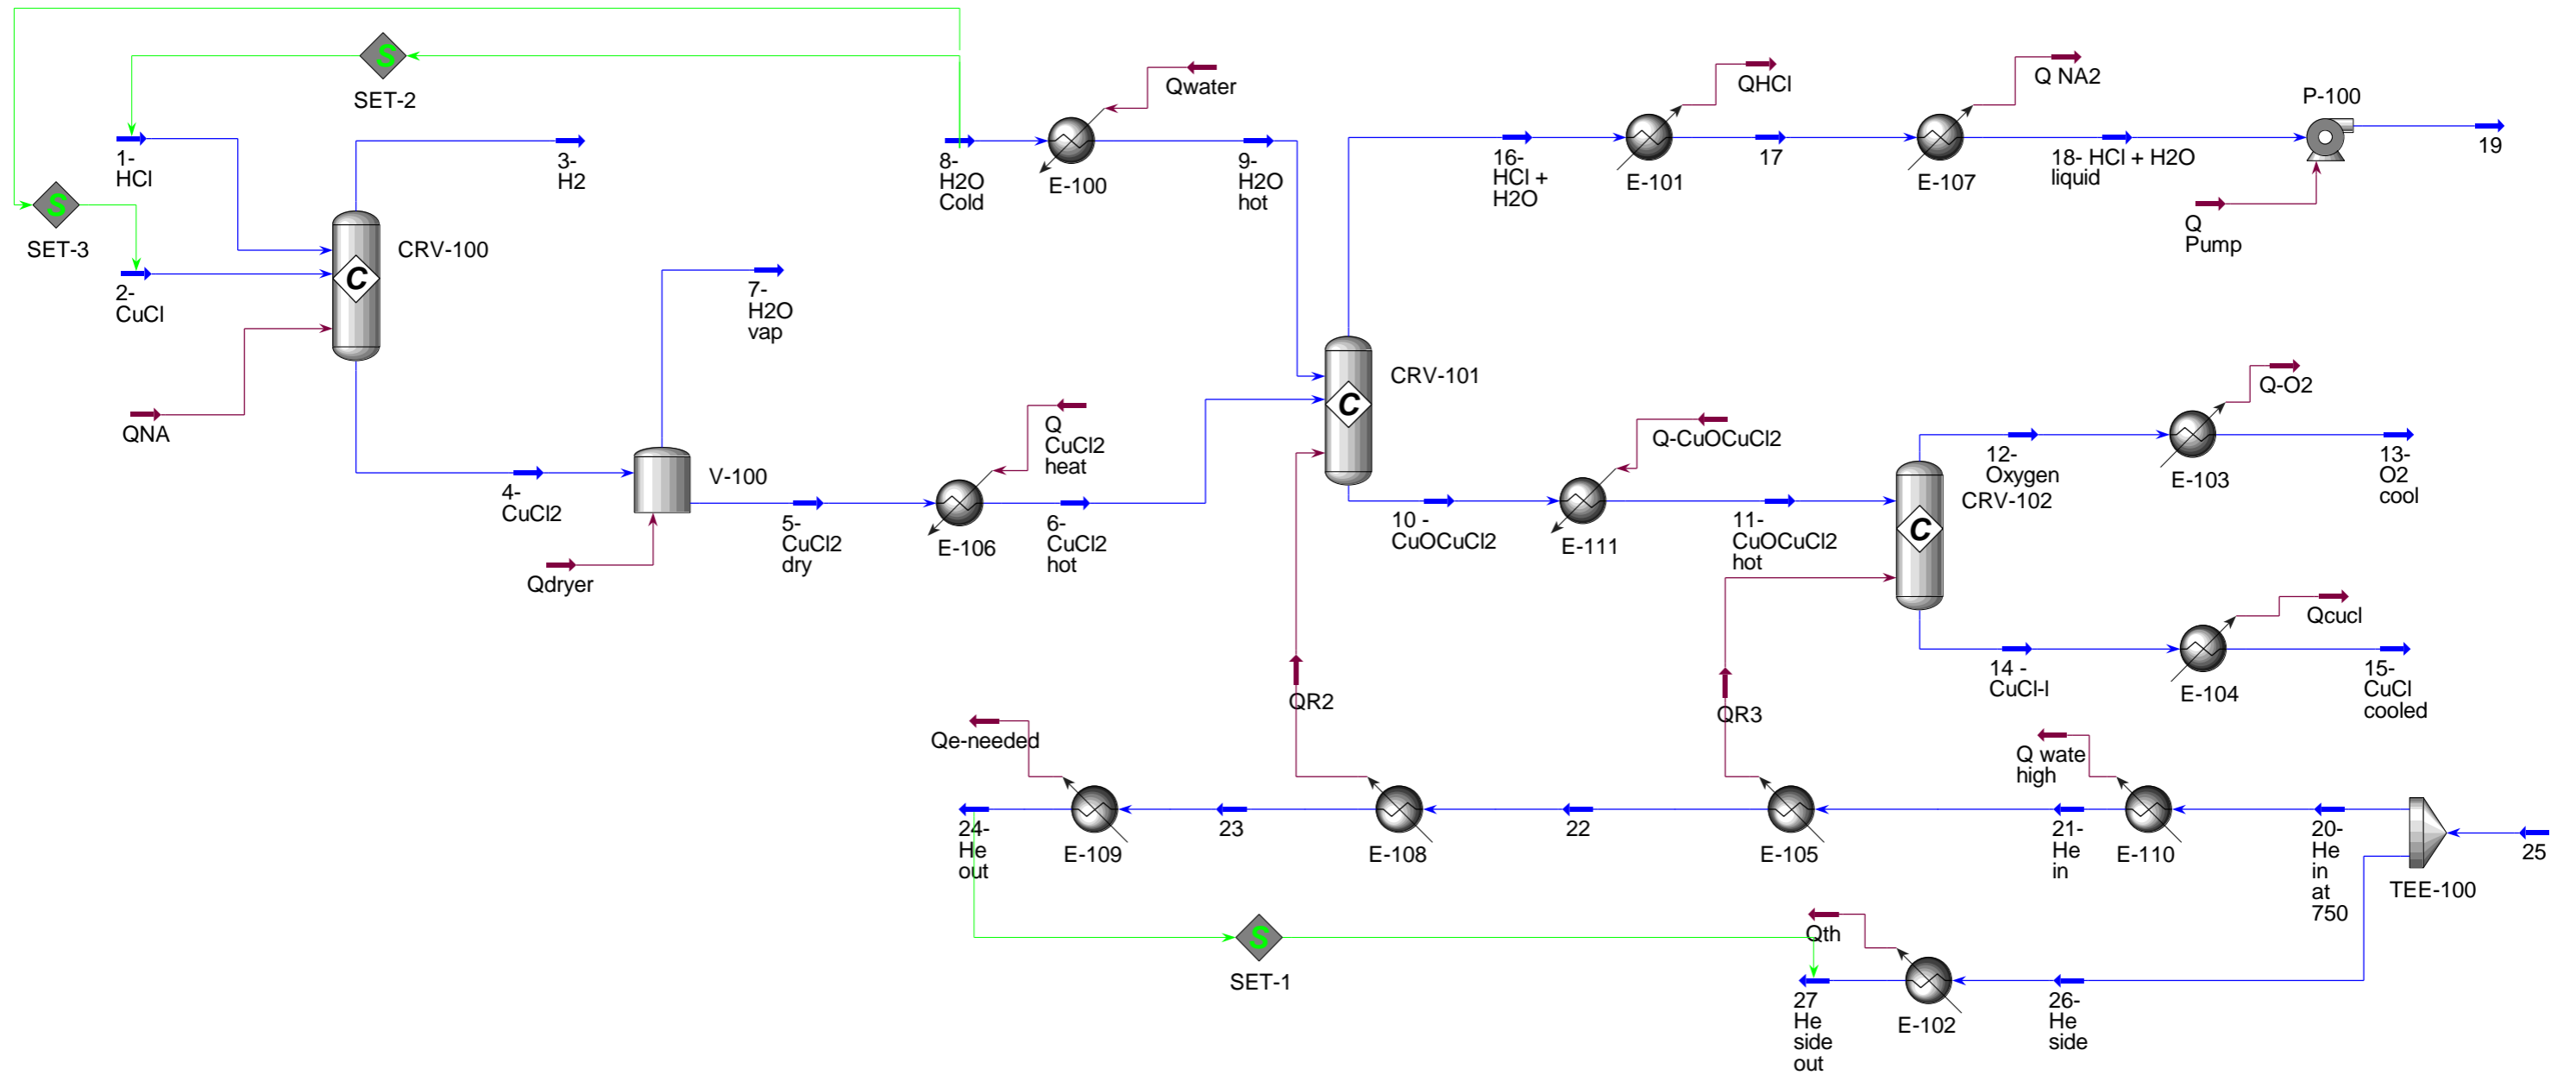 S
SET-2
1-
HCl
S
SET-3
2-
CuCl
QNA
C
CRV-100
3-
H2
7-
H2O
vap
4-
CuCl2
V-100
Qdryer
5-
CuCl2
dry
Q
CuCl2
heat
E-106
6-
CuCl2
hot
8-
H2O
Cold
Qwater
E-100
9-
H2O
hot
C
CRV-101
16-
HCl +
H2O
QHCl
E-101
17
Q NA2
E-107
18- HCl + H2O
liquid
P-100
Q
Pump
19
10 -
CuOCuCl2
Q-CuOCuCl2
E-111
11-
CuOCuCl2
hot
C
CRV-102
12-
Oxygen
Q-O2
E-103
13-
O2
cool
14 -
CuCl-l
Qcucl
E-104
15-
CuCl
cooled
QR2
QR3
Qe-needed
24-
He
out
E-109
23
E-108
22
E-105
Q wate
high
21-
He
in
E-110
20-
He
in
at
750
TEE-100
25
S
SET-1
Qth
27
He
side
out
E-102
26-
He
side